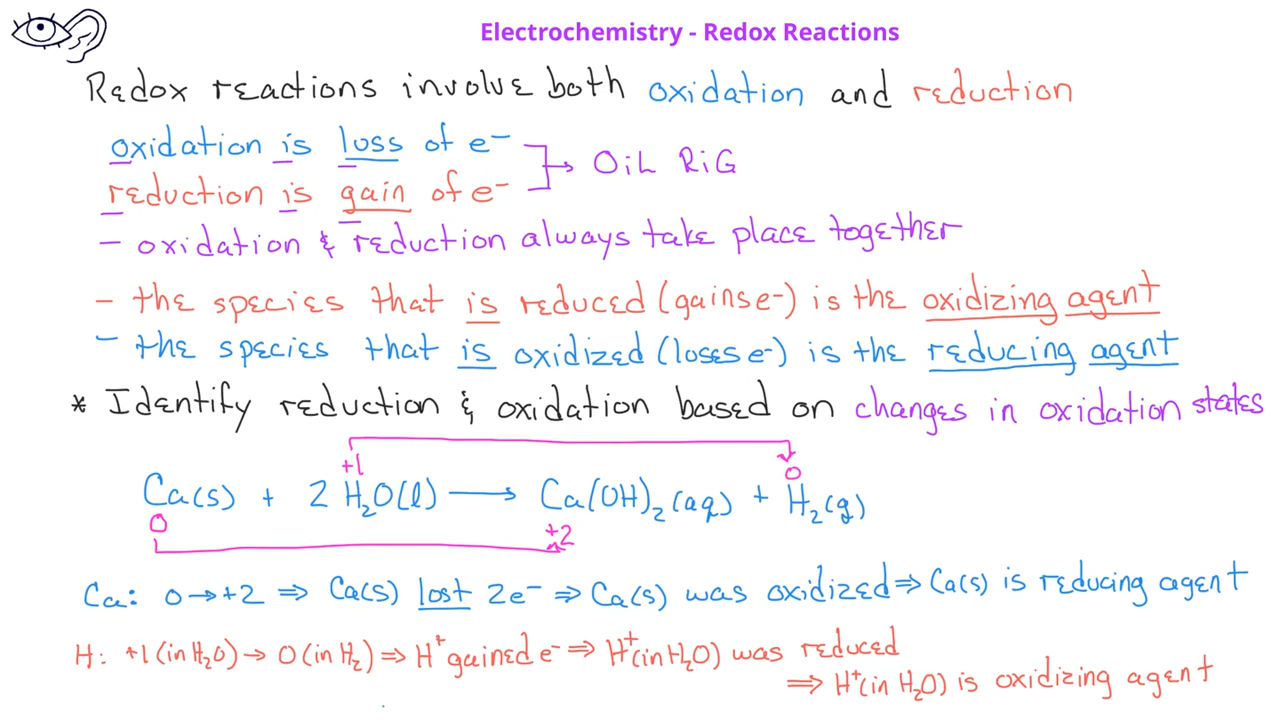 Electrochemistry - Redox Reactions
Redox reactions involve both oxidation and reduction
oxidation is loss of e⁻
reduction is gain of e⁻
→ OiL RiG
- oxidation & reduction always take place together
- the species that is reduced (gains e-) is the oxidizing agent
- the species that is oxidized (loses e-) is the reducing agent
* Identify reduction & oxidation based on changes in oxidation states
+1 0
Ca(s) + 2 H₂O(l) → Ca(OH)₂(aq) + H₂(g)
0 +2
Ca: 0 → +2 ⇒ Ca(s) lost 2e⁻ ⇒ Ca(s) was oxidized ⇒ Ca(s) is reducing agent
H: +1 (in H₂O) → 0 (in H₂) ⇒ H⁺ gained e⁻ ⇒ H⁺(in H₂O) was reduced
⇒ H⁺(in H₂O) is oxidizing agent